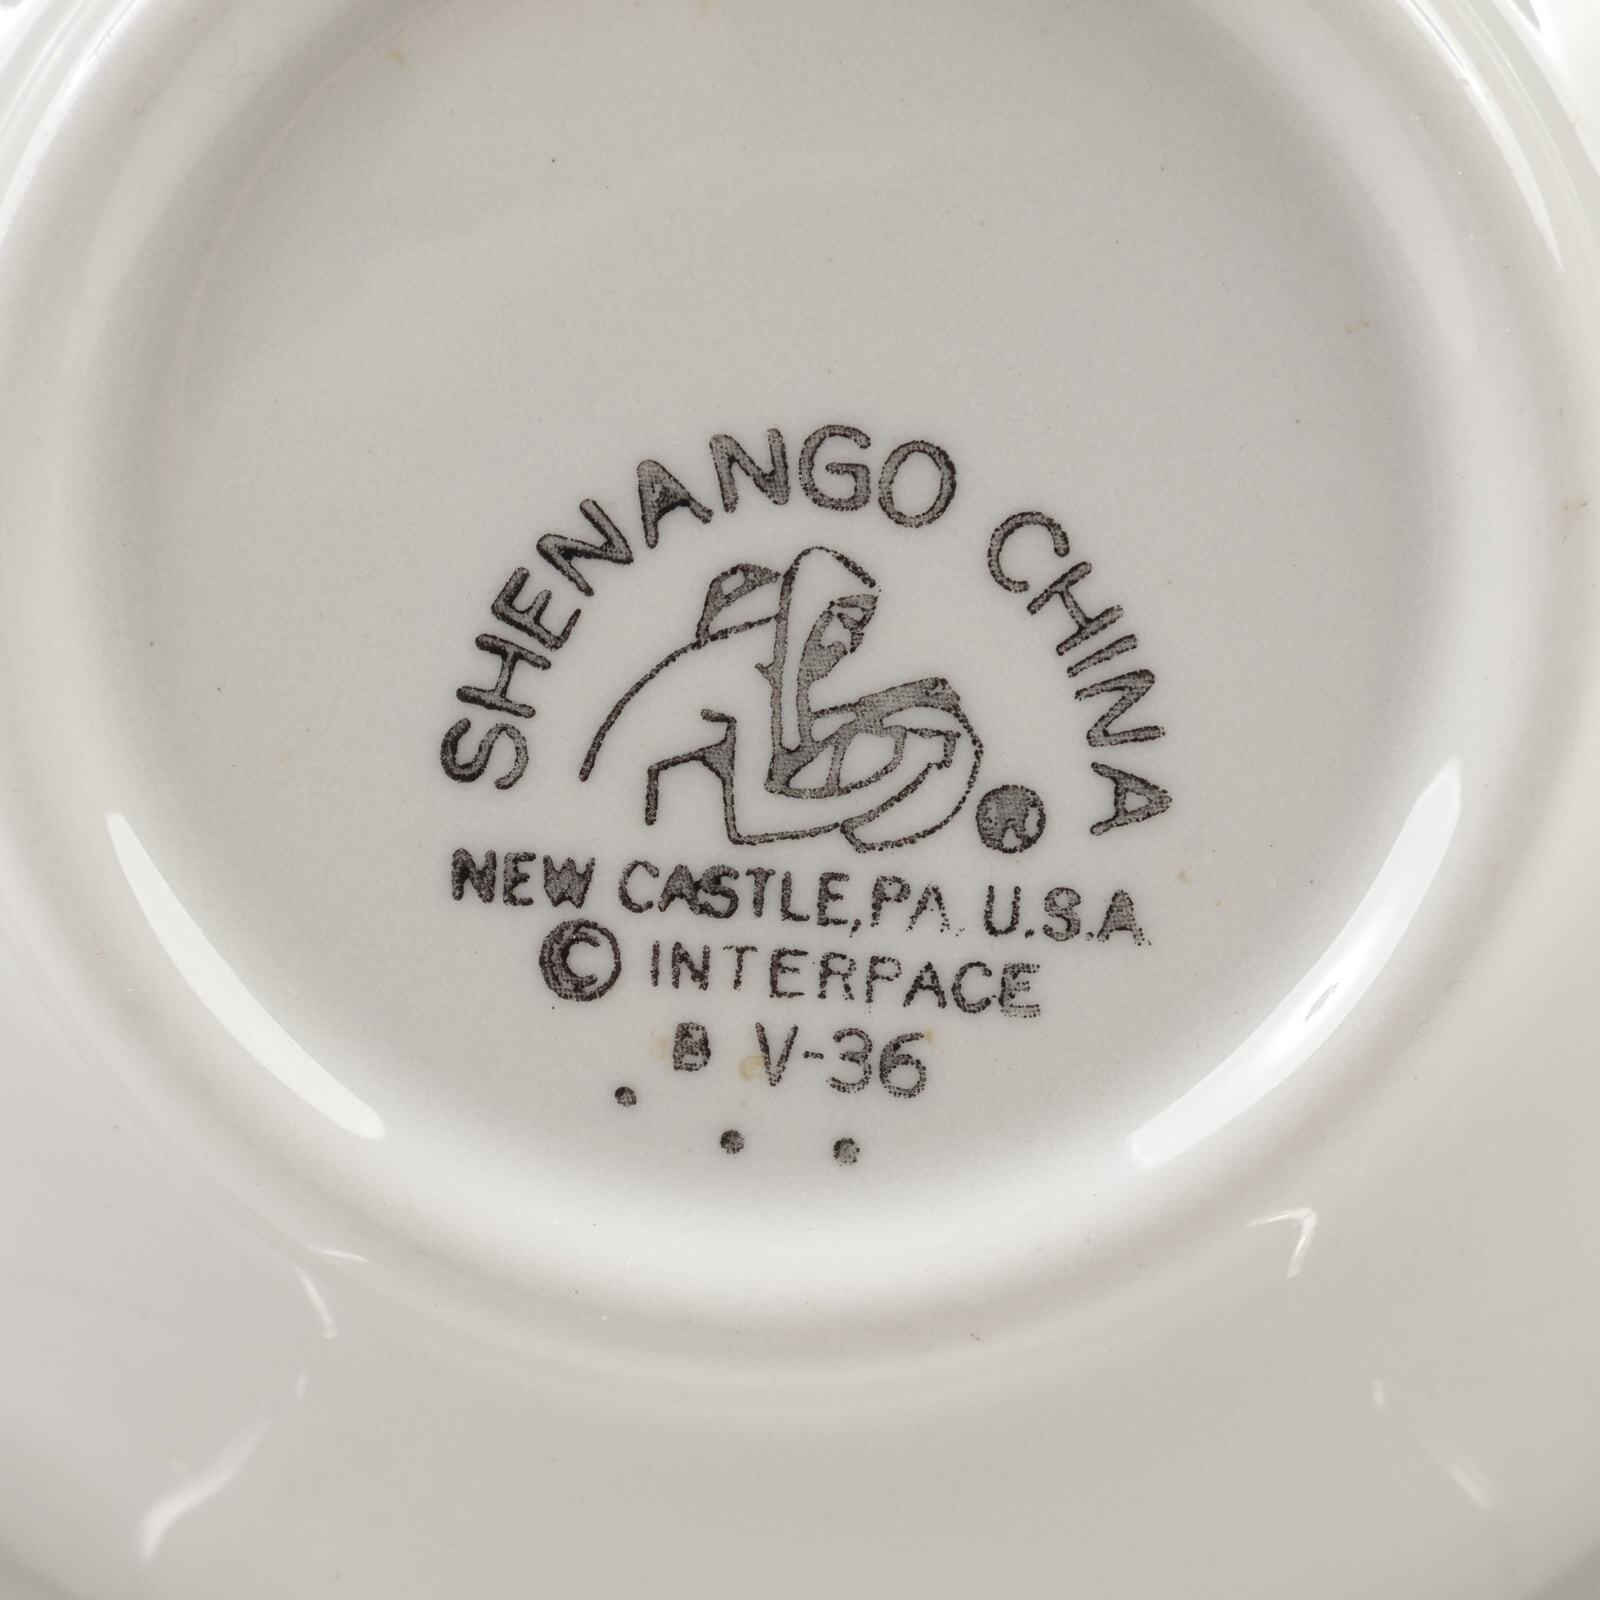 SHENANGO CHINA
®
NEW CASTLE, PA. U.S.A.
© INTERPACE
B V-36